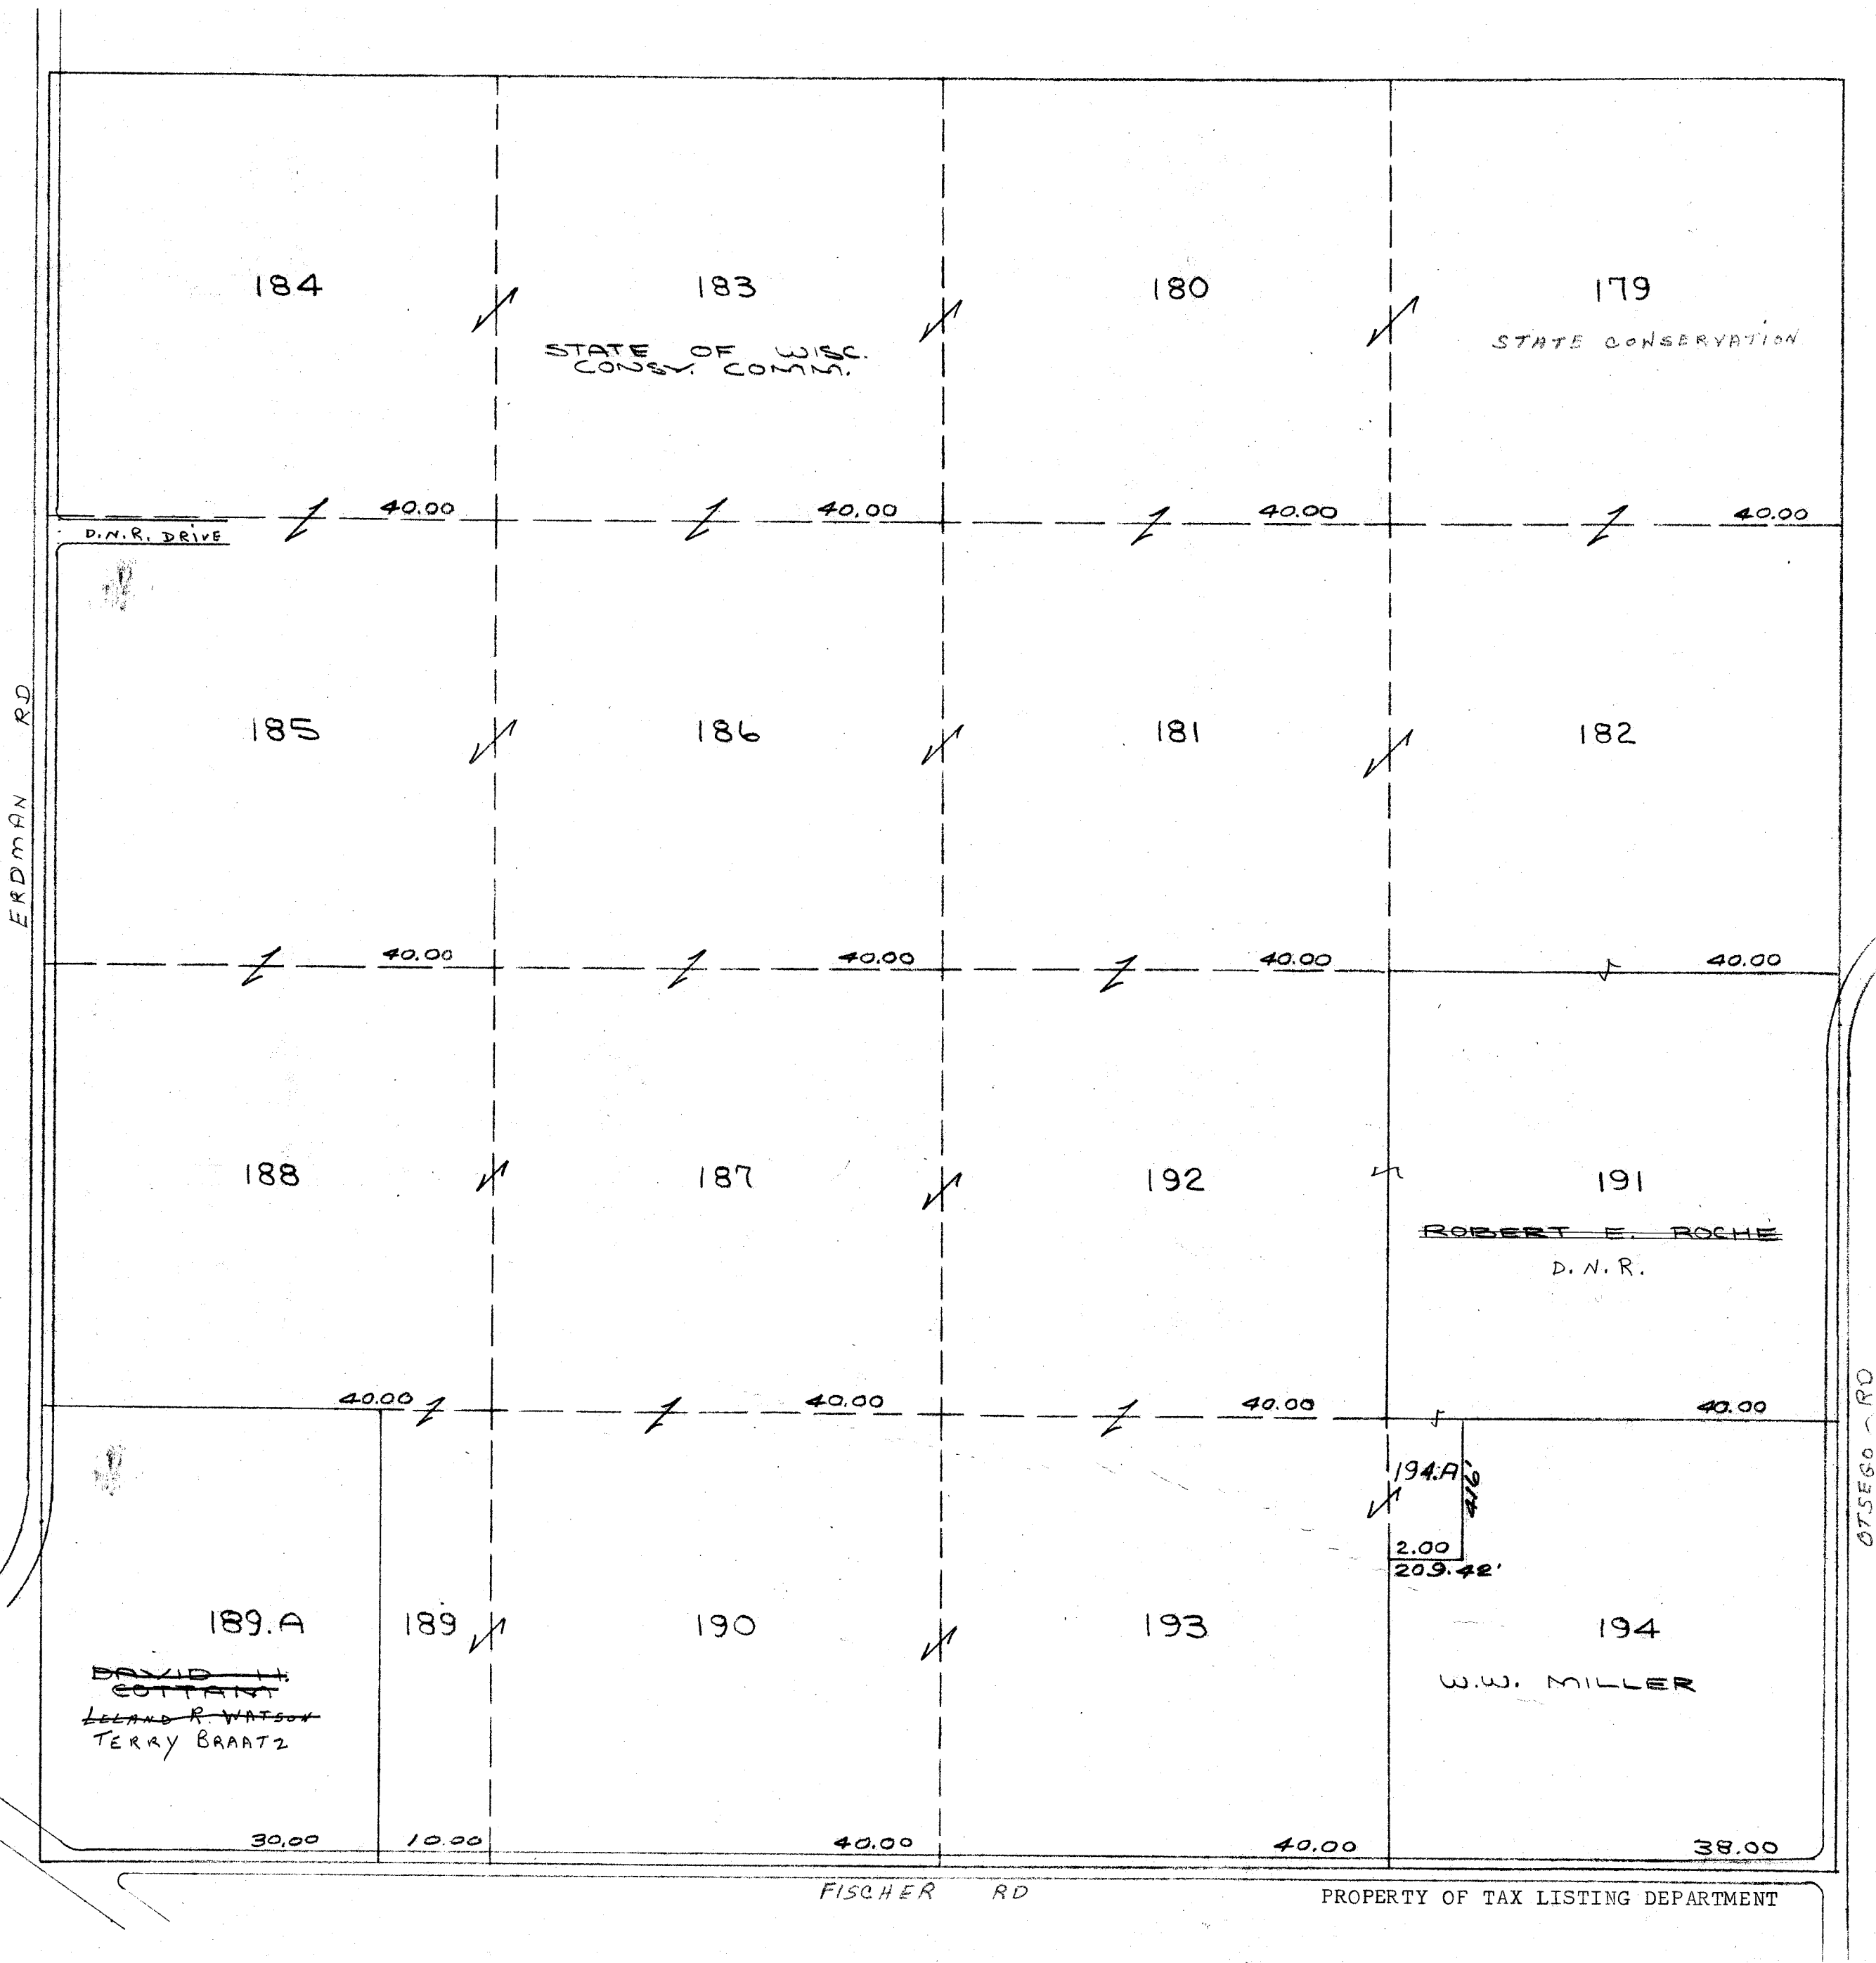 184
183
180
179
STATE OF WISC.
CONSV. COMM.
STATE CONSERVATION
40.00
40.00
40.00
40.00
D.N.R. DRIVE
ERDMAN RD
185
186
181
182
40.00
40.00
40.00
40.00
188
187
192
191
ROBERT E. ROCHE
D.N.R.
40.00
40.00
40.00
40.00
OTSEGO RD
194.A
416'
2.00
209.42'
189.A
189
190
193
194
DAVID H.
COTTAM
LELAND R. WATSON
TERRY BRAATZ
W.W. MILLER
30.00
10.00
40.00
40.00
38.00
FISCHER RD
PROPERTY OF TAX LISTING DEPARTMENT